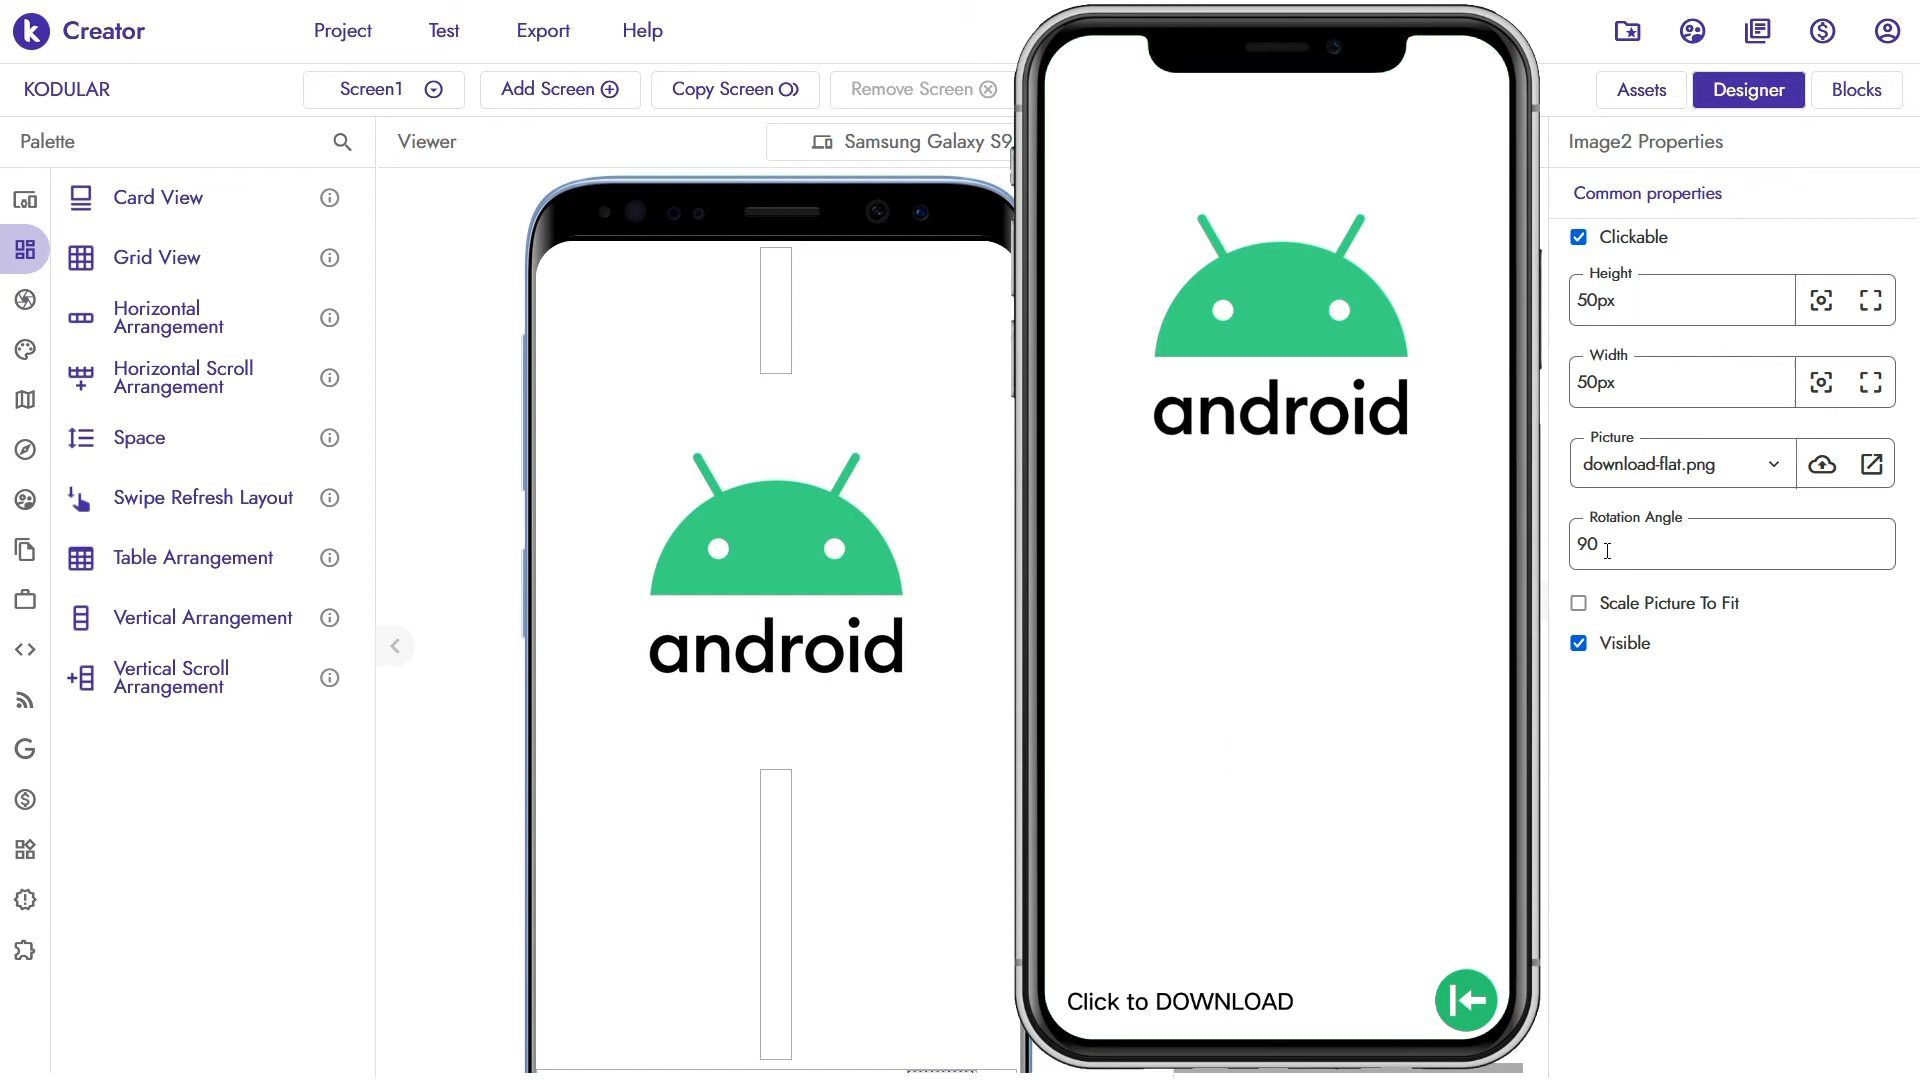 Creator
Project
Test
Export
Help
KODULAR
Screen1
Add Screen
Copy Screen
Remove Screen
Assets
Designer
Blocks
Palette
Viewer
Samsung Galaxy S9
Image2 Properties
Card View
Grid View
Horizontal
Arrangement
Horizontal Scroll
Arrangement
Space
Swipe Refresh Layout
Table Arrangement
Vertical Arrangement
Vertical Scroll
Arrangement
android
android
Click to DOWNLOAD
Common properties
Clickable
Height
50px
Width
50px
Picture
download-flat.png
Rotation Angle
90
Scale Picture To Fit
Visible